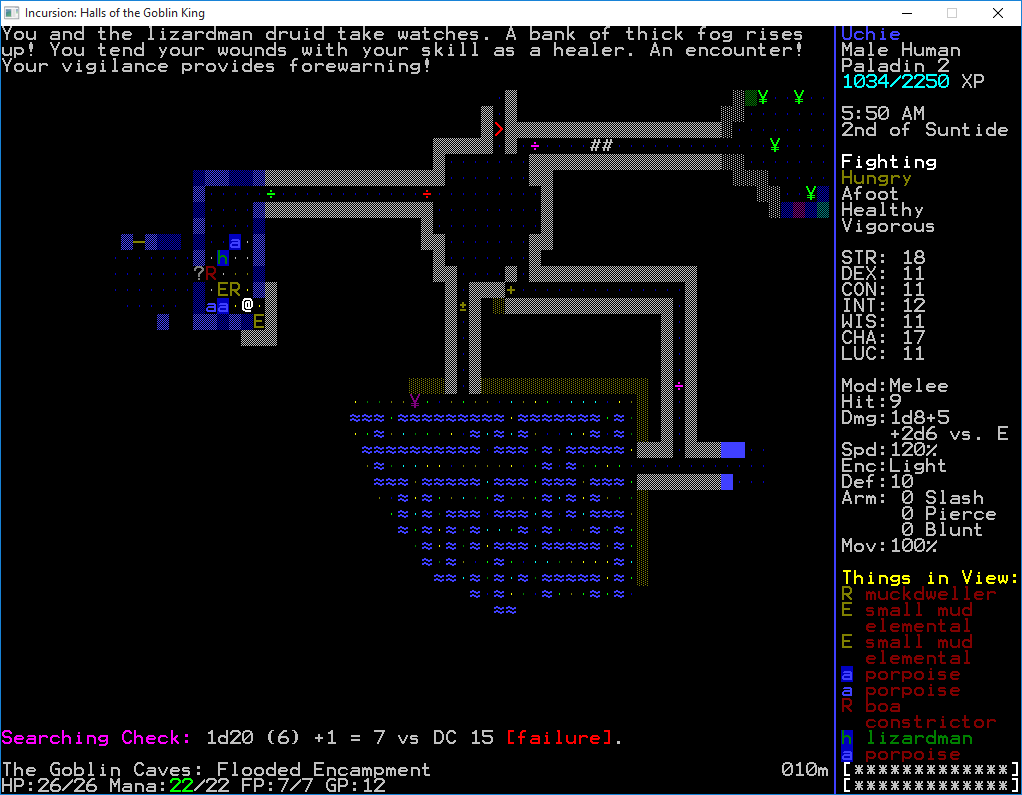 Incursion: Halls of the Goblin King
You and the lizardman druid take watches. A bank of thick fog rises
up! You tend your wounds with your skill as a healer. An encounter!
Your vigilance provides forewarning!
Uchie
Male Human
Paladin 2
1034/2250 XP
5:50 AM
2nd of Suntide
Fighting
Hungry
Afoot
Healthy
Vigorous
STR: 18
DEX: 11
CON: 11
INT: 12
WIS: 11
CHA: 17
LUC: 11
Mod:Melee
Hit:9
Dmg:1d8+5
+2d6 vs. E
Spd:120%
Enc:Light
Def:10
Arm: 0 Slash
0 Pierce
0 Blunt
Mov:100%
Things in View:
R muckdweller
E small mud
elemental
E small mud
elemental
a porpoise
a porpoise
R boa
constrictor
h lizardman
a porpoise
[**************]
[**************]
Searching Check: 1d20 (6) +1 = 7 vs DC 15 [failure].
The Goblin Caves: Flooded Encampment 010m
HP:26/26 Mana:22/22 FP:7/7 GP:12